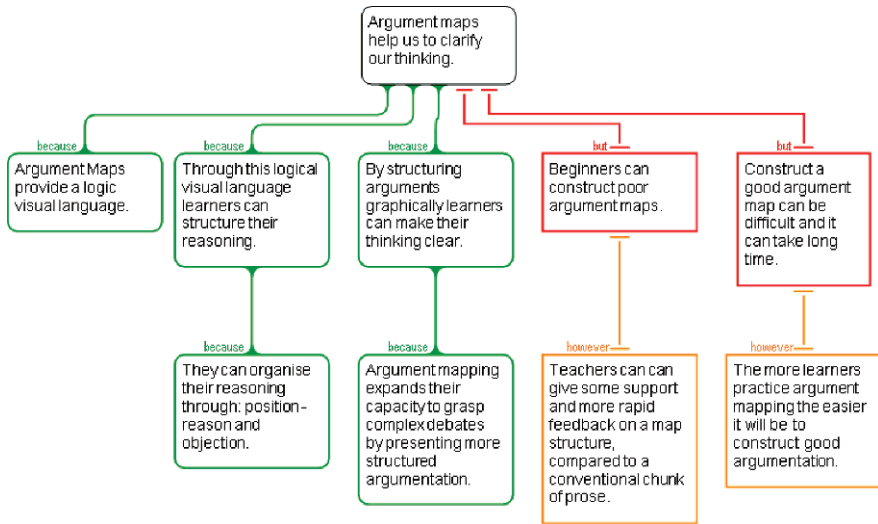 Argument maps
help us to clarify
our thinking.
because
Argument Maps
provide a logic
visual language.
because
Through this logical
visual language
learners can
structure their
reasoning.
because
By structuring
arguments
graphically learners
can make their
thinking clear.
but
Beginners can
construct poor
argument maps.
but
Construct a
good argument
map can be
difficult and it
can take long
time.
because
They can organise
their reasoning
through: position-
reason and
objection.
because
Argument mapping
expands their
capacity to grasp
complex debates
by presenting more
structured
argumentation.
however
Teachers can can
give some support
and more rapid
feedback on a map
structure,
compared to a
conventional chunk
of prose.
however
The more learners
practice argument
mapping the easier
it will be to
construct good
argumentation.